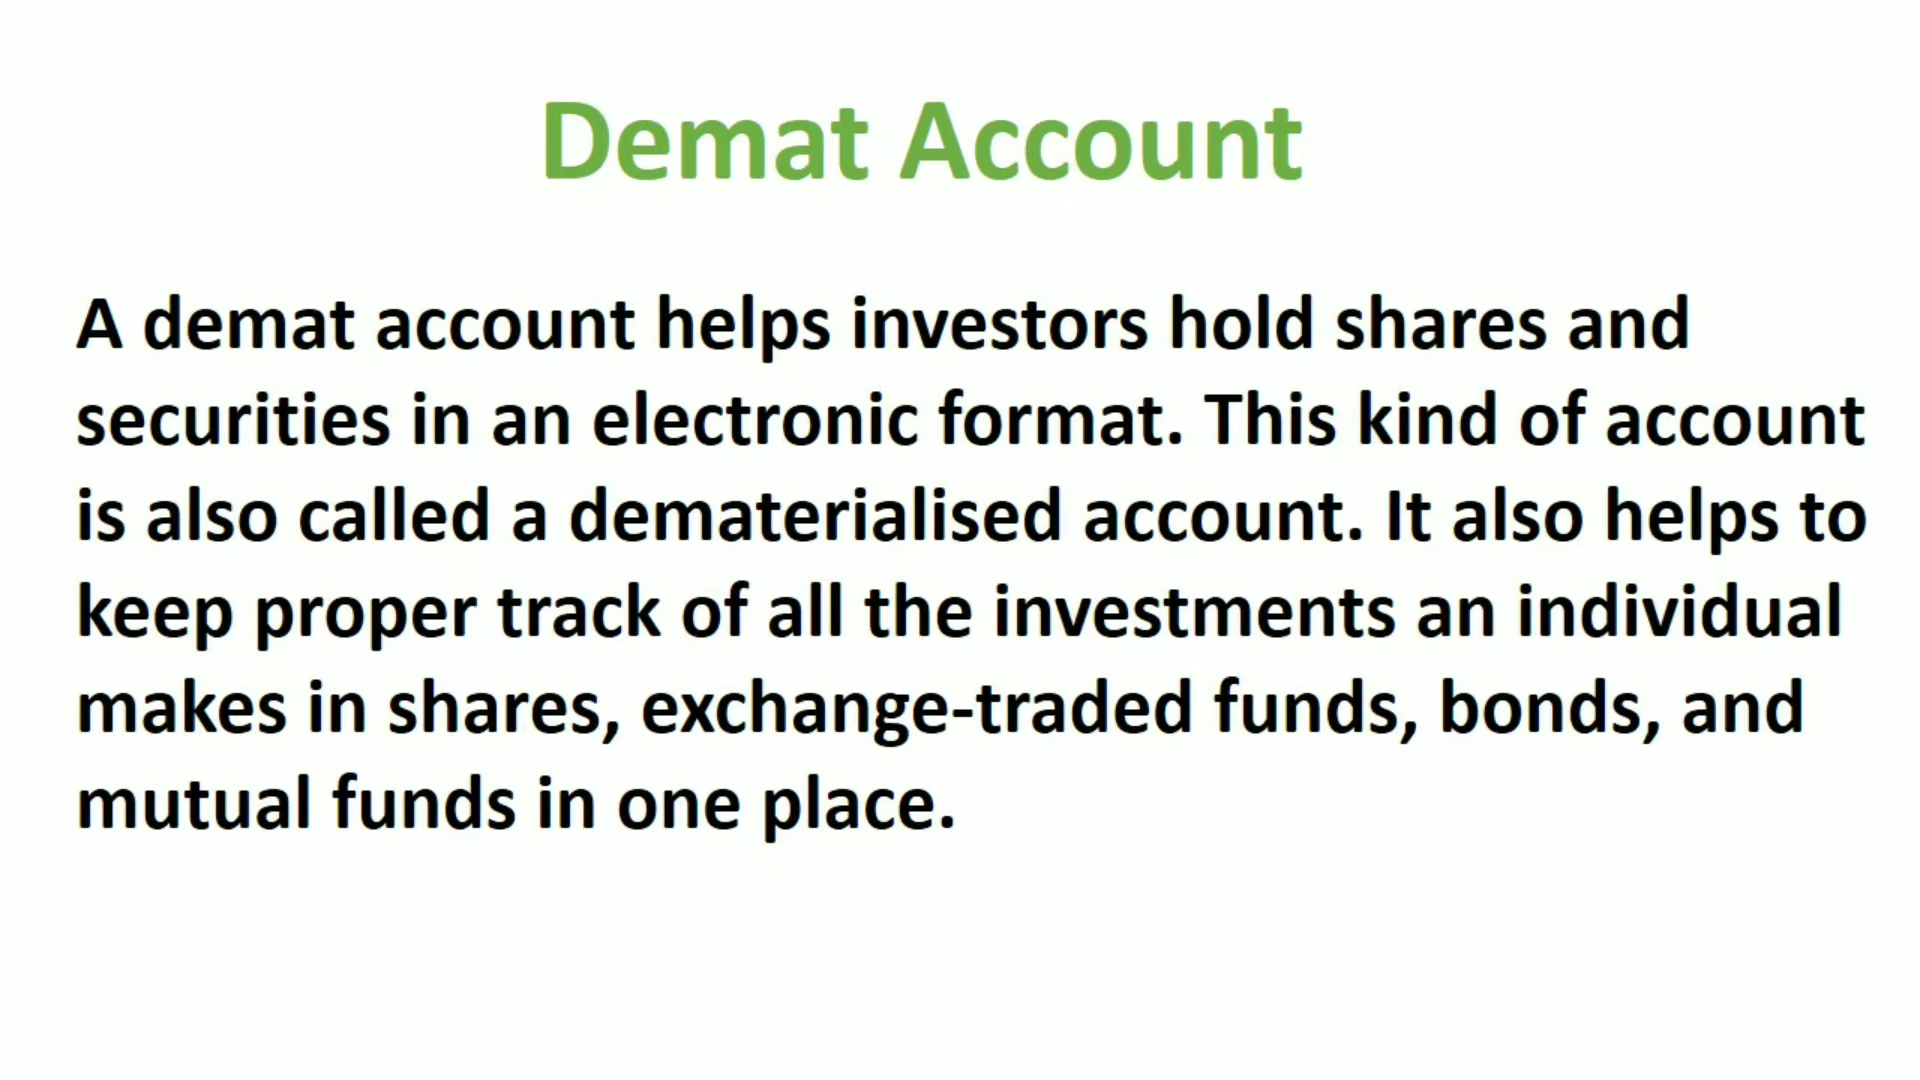 Demat Account
A demat account helps investors hold shares and
securities in an electronic format. This kind of account
is also called a dematerialised account. It also helps to
keep proper track of all the investments an individual
makes in shares, exchange-traded funds, bonds, and
mutual funds in one place.